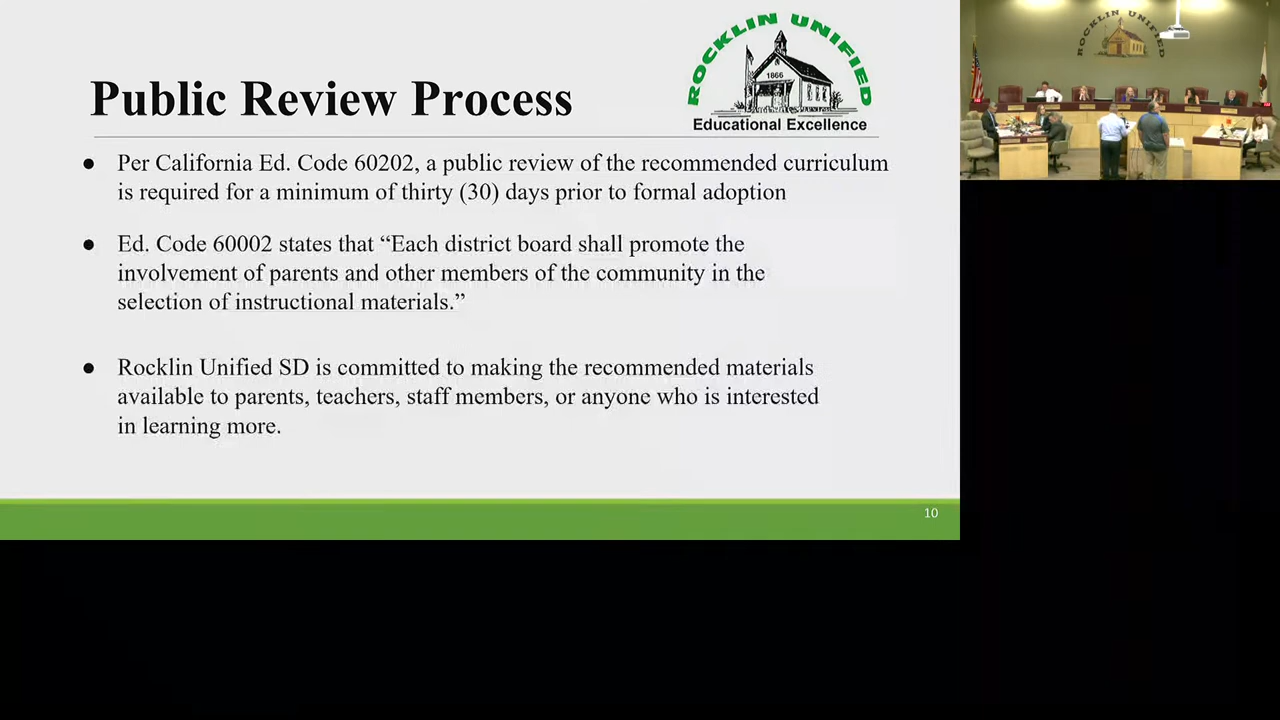 ROCKLIN UNIFIED
1866
Educational Excellence
Public Review Process
● Per California Ed. Code 60202, a public review of the recommended curriculum
is required for a minimum of thirty (30) days prior to formal adoption
● Ed. Code 60002 states that “Each district board shall promote the
involvement of parents and other members of the community in the
selection of instructional materials.”
● Rocklin Unified SD is committed to making the recommended materials
available to parents, teachers, staff members, or anyone who is interested
in learning more.
10
ROCKLIN UNIFIED